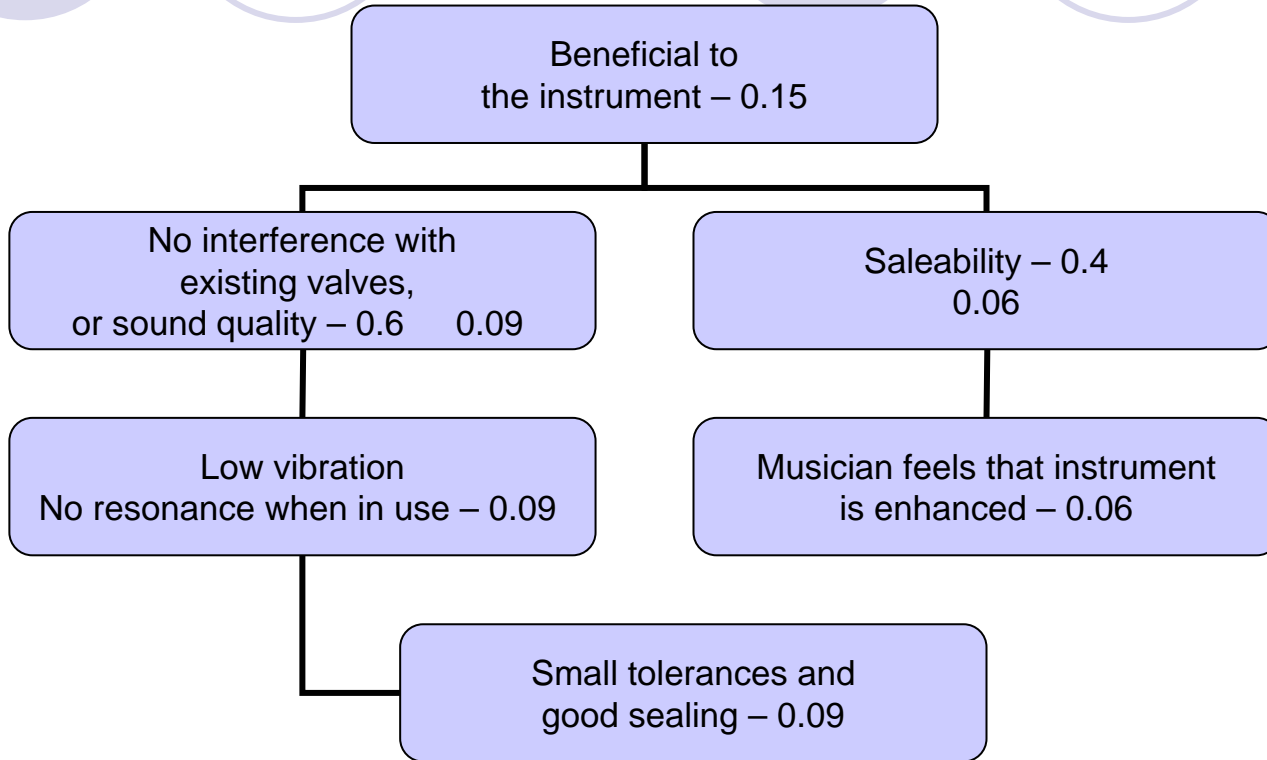 Beneficial to
the instrument – 0.15
No interference with
existing valves,
or sound quality – 0.6 0.09
Saleability – 0.4
0.06
Low vibration
No resonance when in use – 0.09
Musician feels that instrument
is enhanced – 0.06
Small tolerances and
good sealing – 0.09